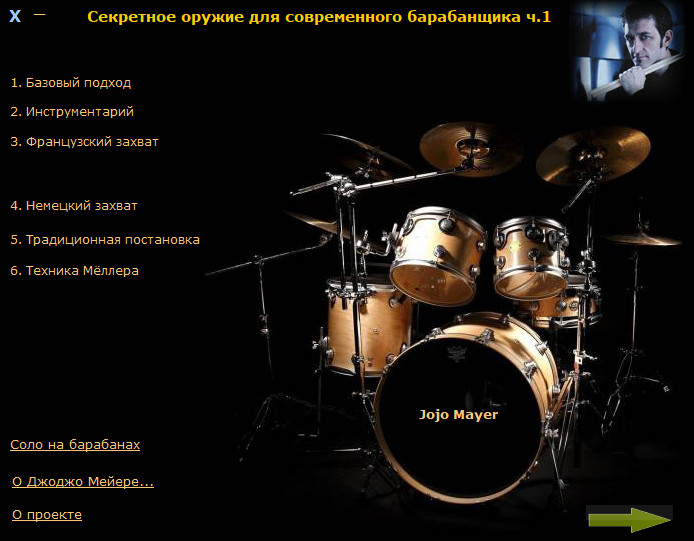 X —
Секретное оружие для современного барабанщика ч.1
1. Базовый подход
2. Инструментарий
3. Французский захват
4. Немецкий захват
5. Традиционная постановка
6. Техника Мёллера
Jojo Mayer
Соло на барабанах
О Джоджо Мейере...
О проекте